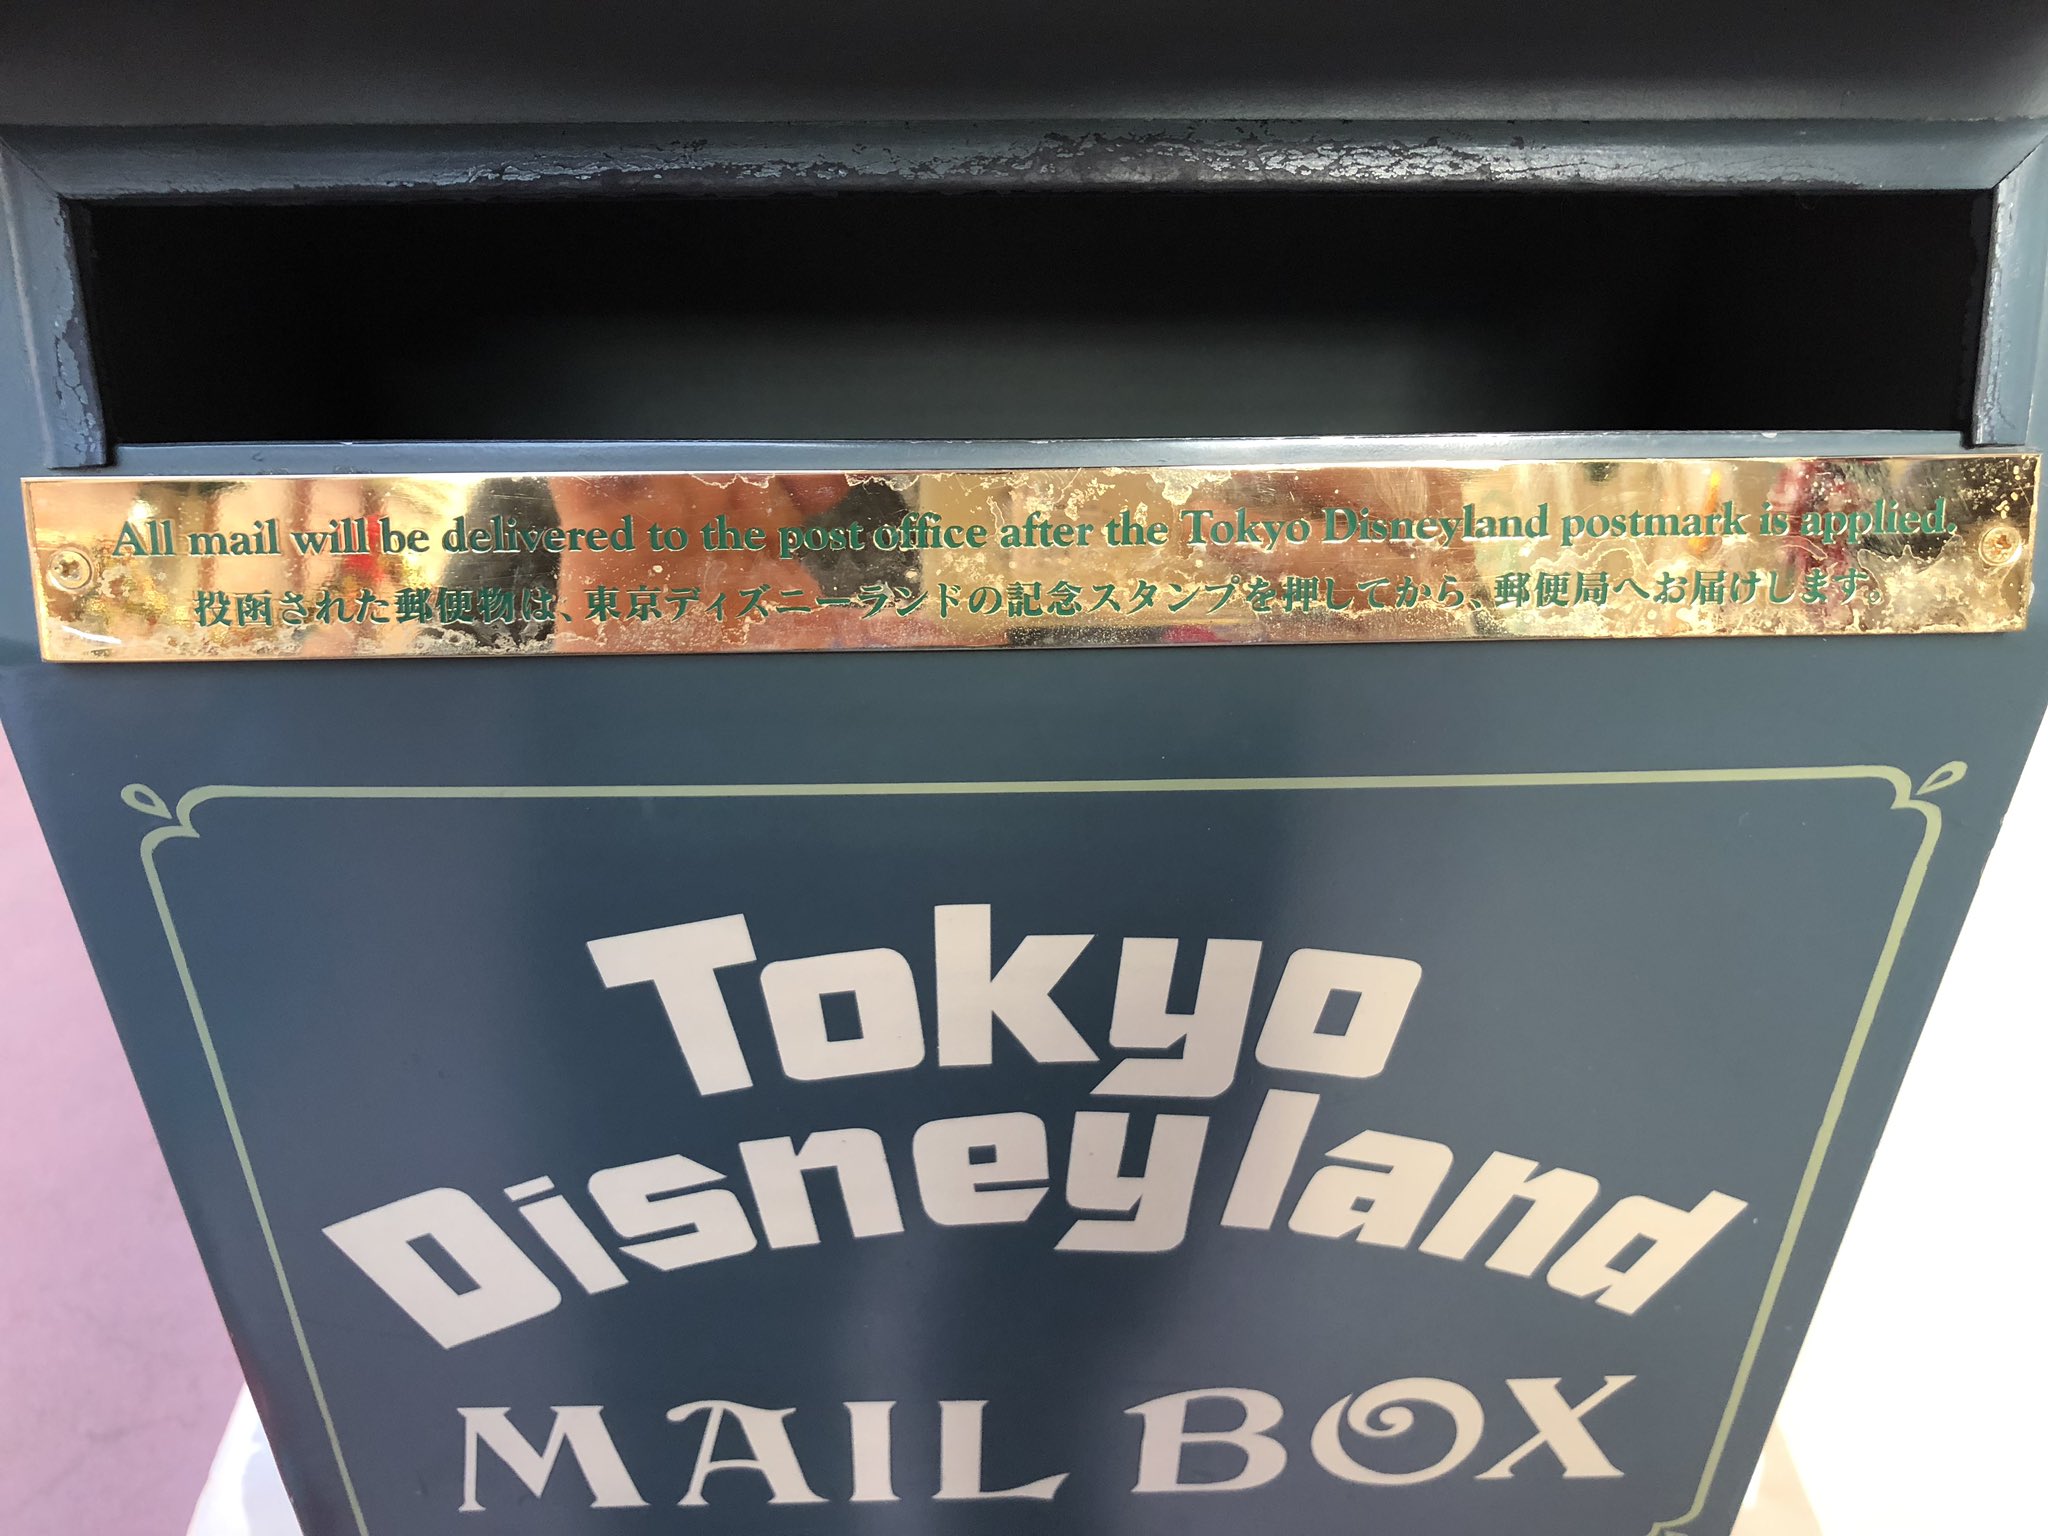 All mail will be delivered to the post office after the Tokyo Disneyland postmark is applied.
投函された郵便物は、東京ディズニーランドの記念スタンプを押してから、郵便局へお届けします。
Tokyo
Disneyland
MAIL BOX